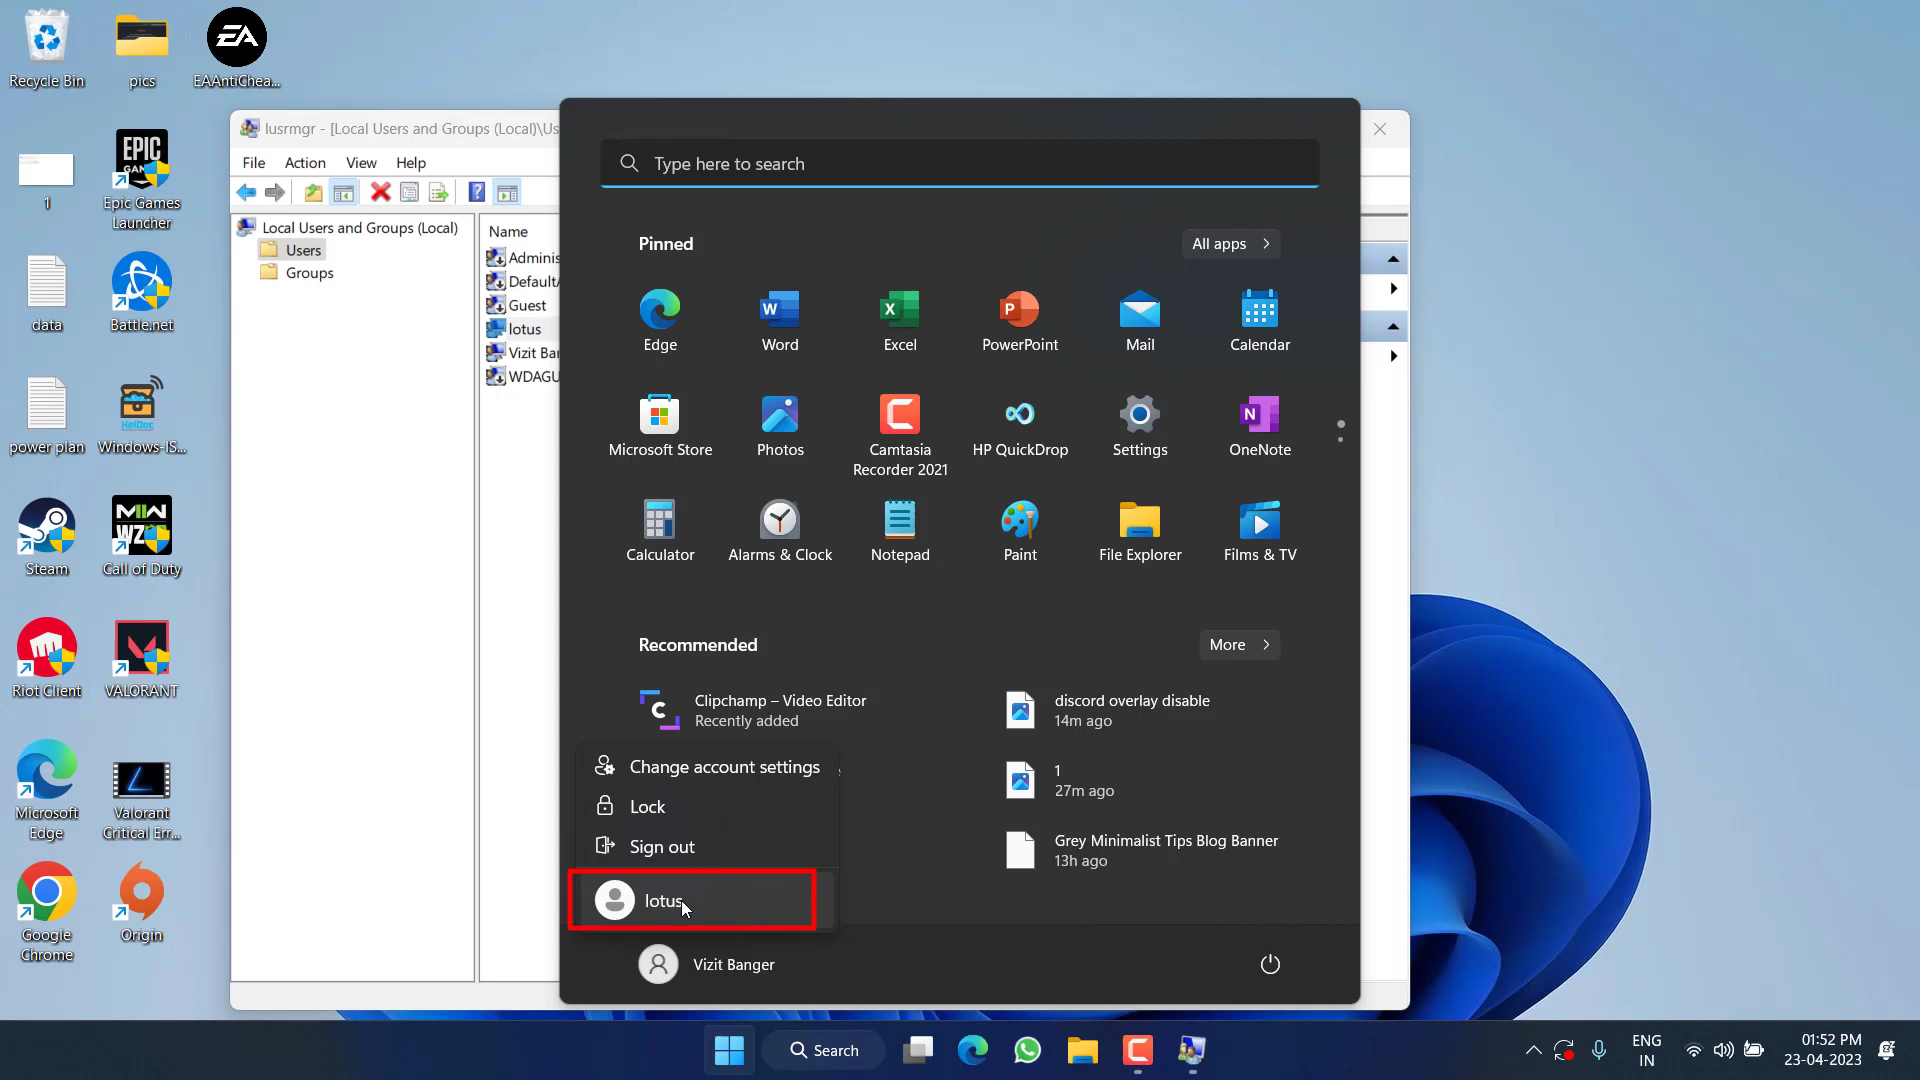 Recycle Bin
pics
EAAntiChea...
1
Epic Games
Launcher
data
Battle.net
power plan
Windows-IS...
Steam
Call of Duty
Riot Client
VALORANT
Microsoft
Edge
Valorant
Critical Err...
Google
Chrome
Origin
lusrmgr - [Local Users and Groups (Local)\Us
File
Action
View
Help
Local Users and Groups (Local)
Users
Groups
Name
Adminis
DefaultA
Guest
lotus
Vizit Ban
WDAGU
Type here to search
Pinned
All apps
Edge
Word
Excel
PowerPoint
Mail
Calendar
Microsoft Store
Photos
Camtasia
Recorder 2021
HP QuickDrop
Settings
OneNote
Calculator
Alarms & Clock
Notepad
Paint
File Explorer
Films & TV
Recommended
More
Clipchamp – Video Editor
Recently added
discord overlay disable
14m ago
1
27m ago
Grey Minimalist Tips Blog Banner
13h ago
Change account settings
Lock
Sign out
lotus
Vizit Banger
Search
ENG
IN
01:52 PM
23-04-2023